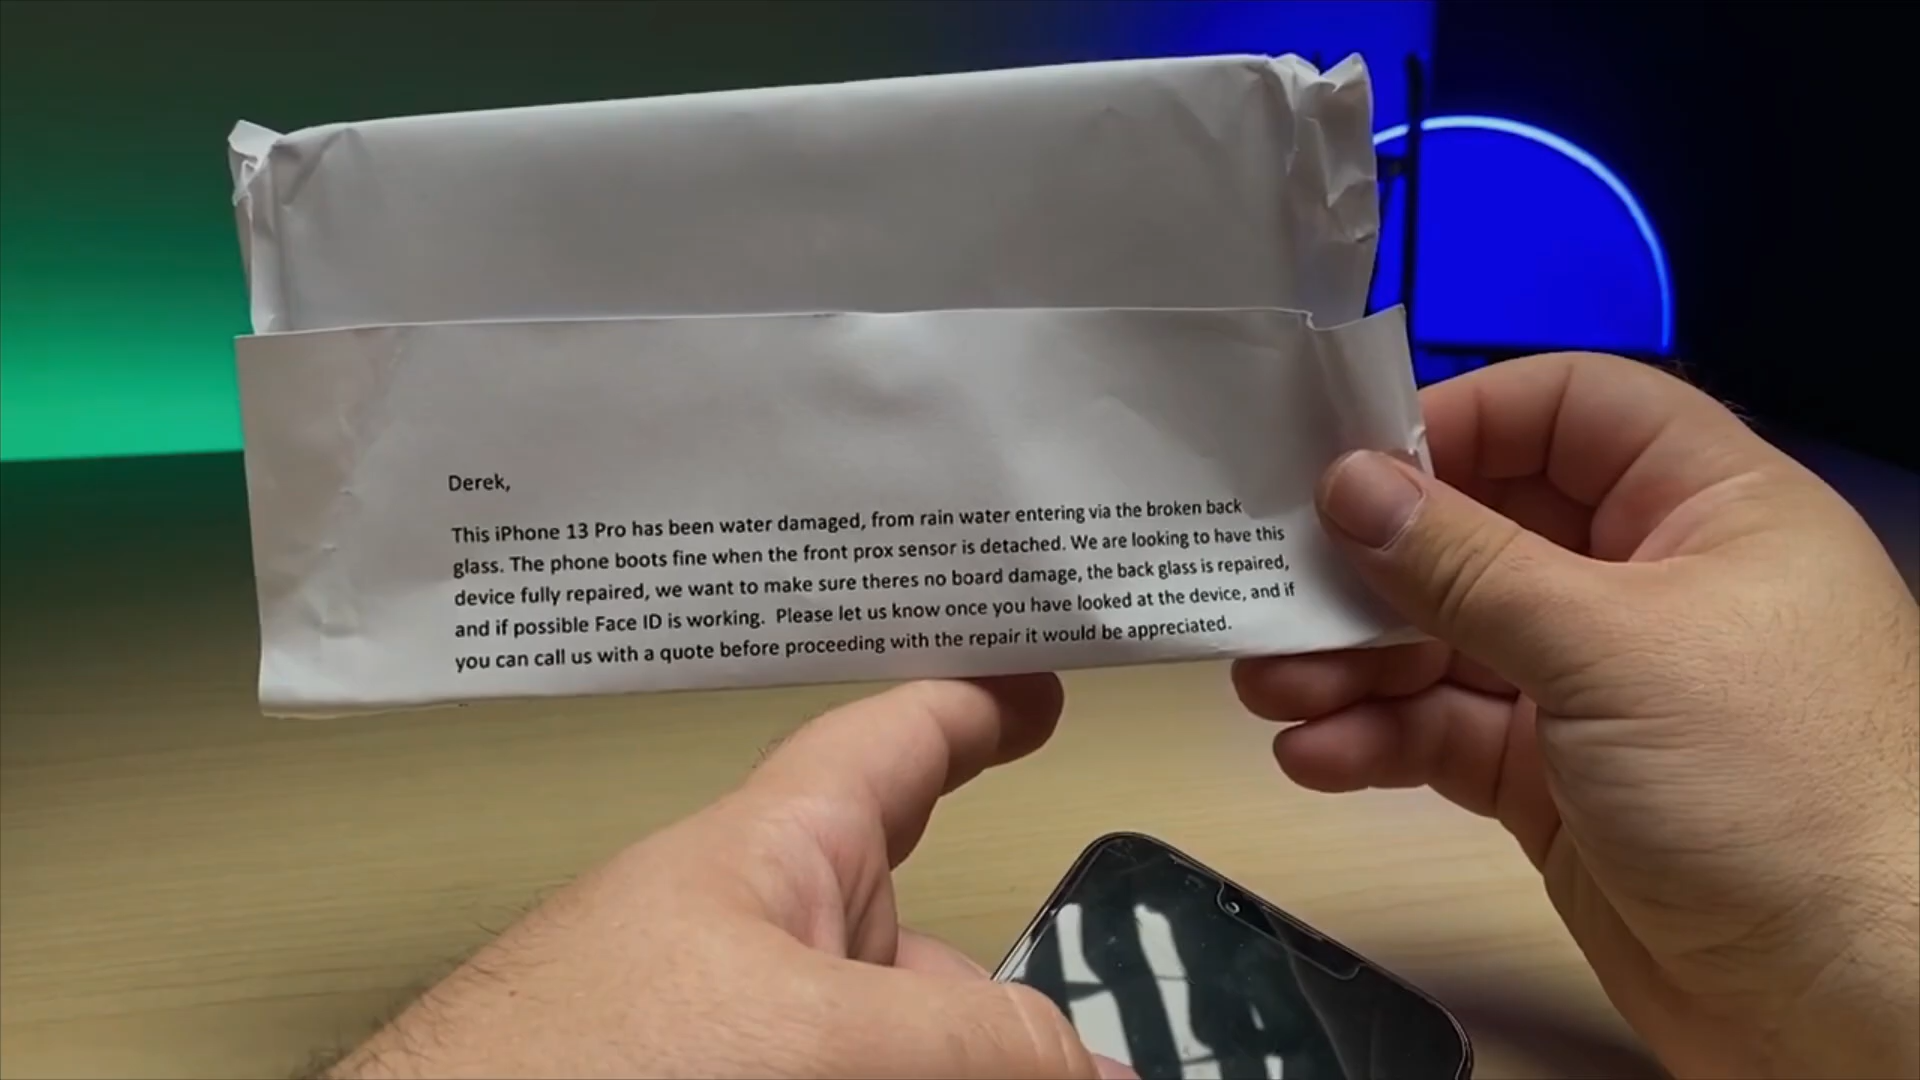 Derek,
This iPhone 13 Pro has been water damaged, from rain water entering via the broken back
glass. The phone boots fine when the front prox sensor is detached. We are looking to have this
device fully repaired, we want to make sure theres no board damage, the back glass is repaired,
and if possible Face ID is working. Please let us know once you have looked at the device, and if
you can call us with a quote before proceeding with the repair it would be appreciated.